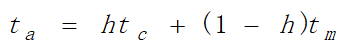 t_a = ht_c + (1 - h)t_m